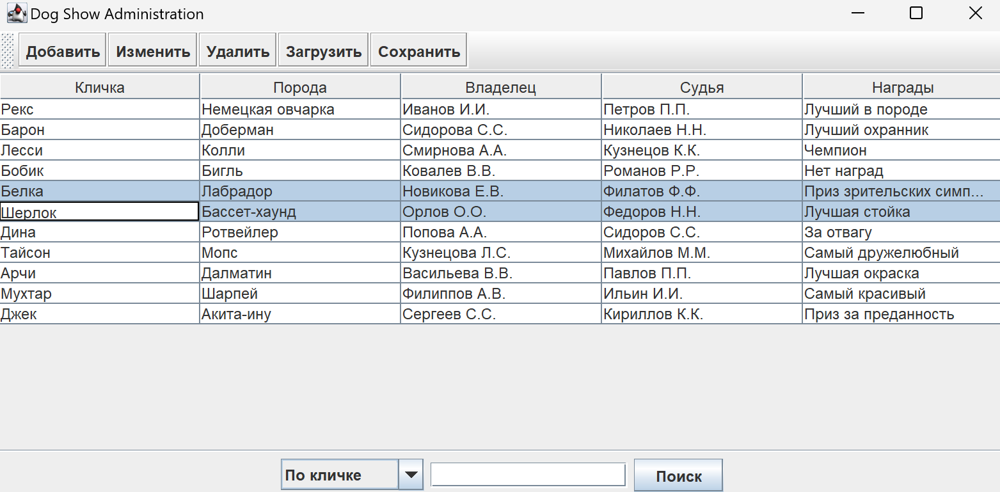 Dog Show Administration
Добавить Изменить Удалить Загрузить Сохранить
Кличка Порода Владелец Судья Награды
Рекс Немецкая овчарка Иванов И.И. Петров П.П. Лучший в породе
Барон Доберман Сидорова С.С. Николаев Н.Н. Лучший охранник
Лесси Колли Смирнова А.А. Кузнецов К.К. Чемпион
Бобик Бигль Ковалев В.В. Романов Р.Р. Нет наград
Белка Лабрадор Новикова Е.В. Филатов Ф.Ф. Приз зрительских симп...
Шерлок Бассет-хаунд Орлов О.О. Федоров Н.Н. Лучшая стойка
Дина Ротвейлер Попова А.А. Сидоров С.С. За отвагу
Тайсон Мопс Кузнецова Л.С. Михайлов М.М. Самый дружелюбный
Арчи Далматин Васильева В.В. Павлов П.П. Лучшая окраска
Мухтар Шарпей Филиппов А.В. Ильин И.И. Самый красивый
Джек Акита-ину Сергеев С.С. Кириллов К.К. Приз за преданность
По кличке Поиск